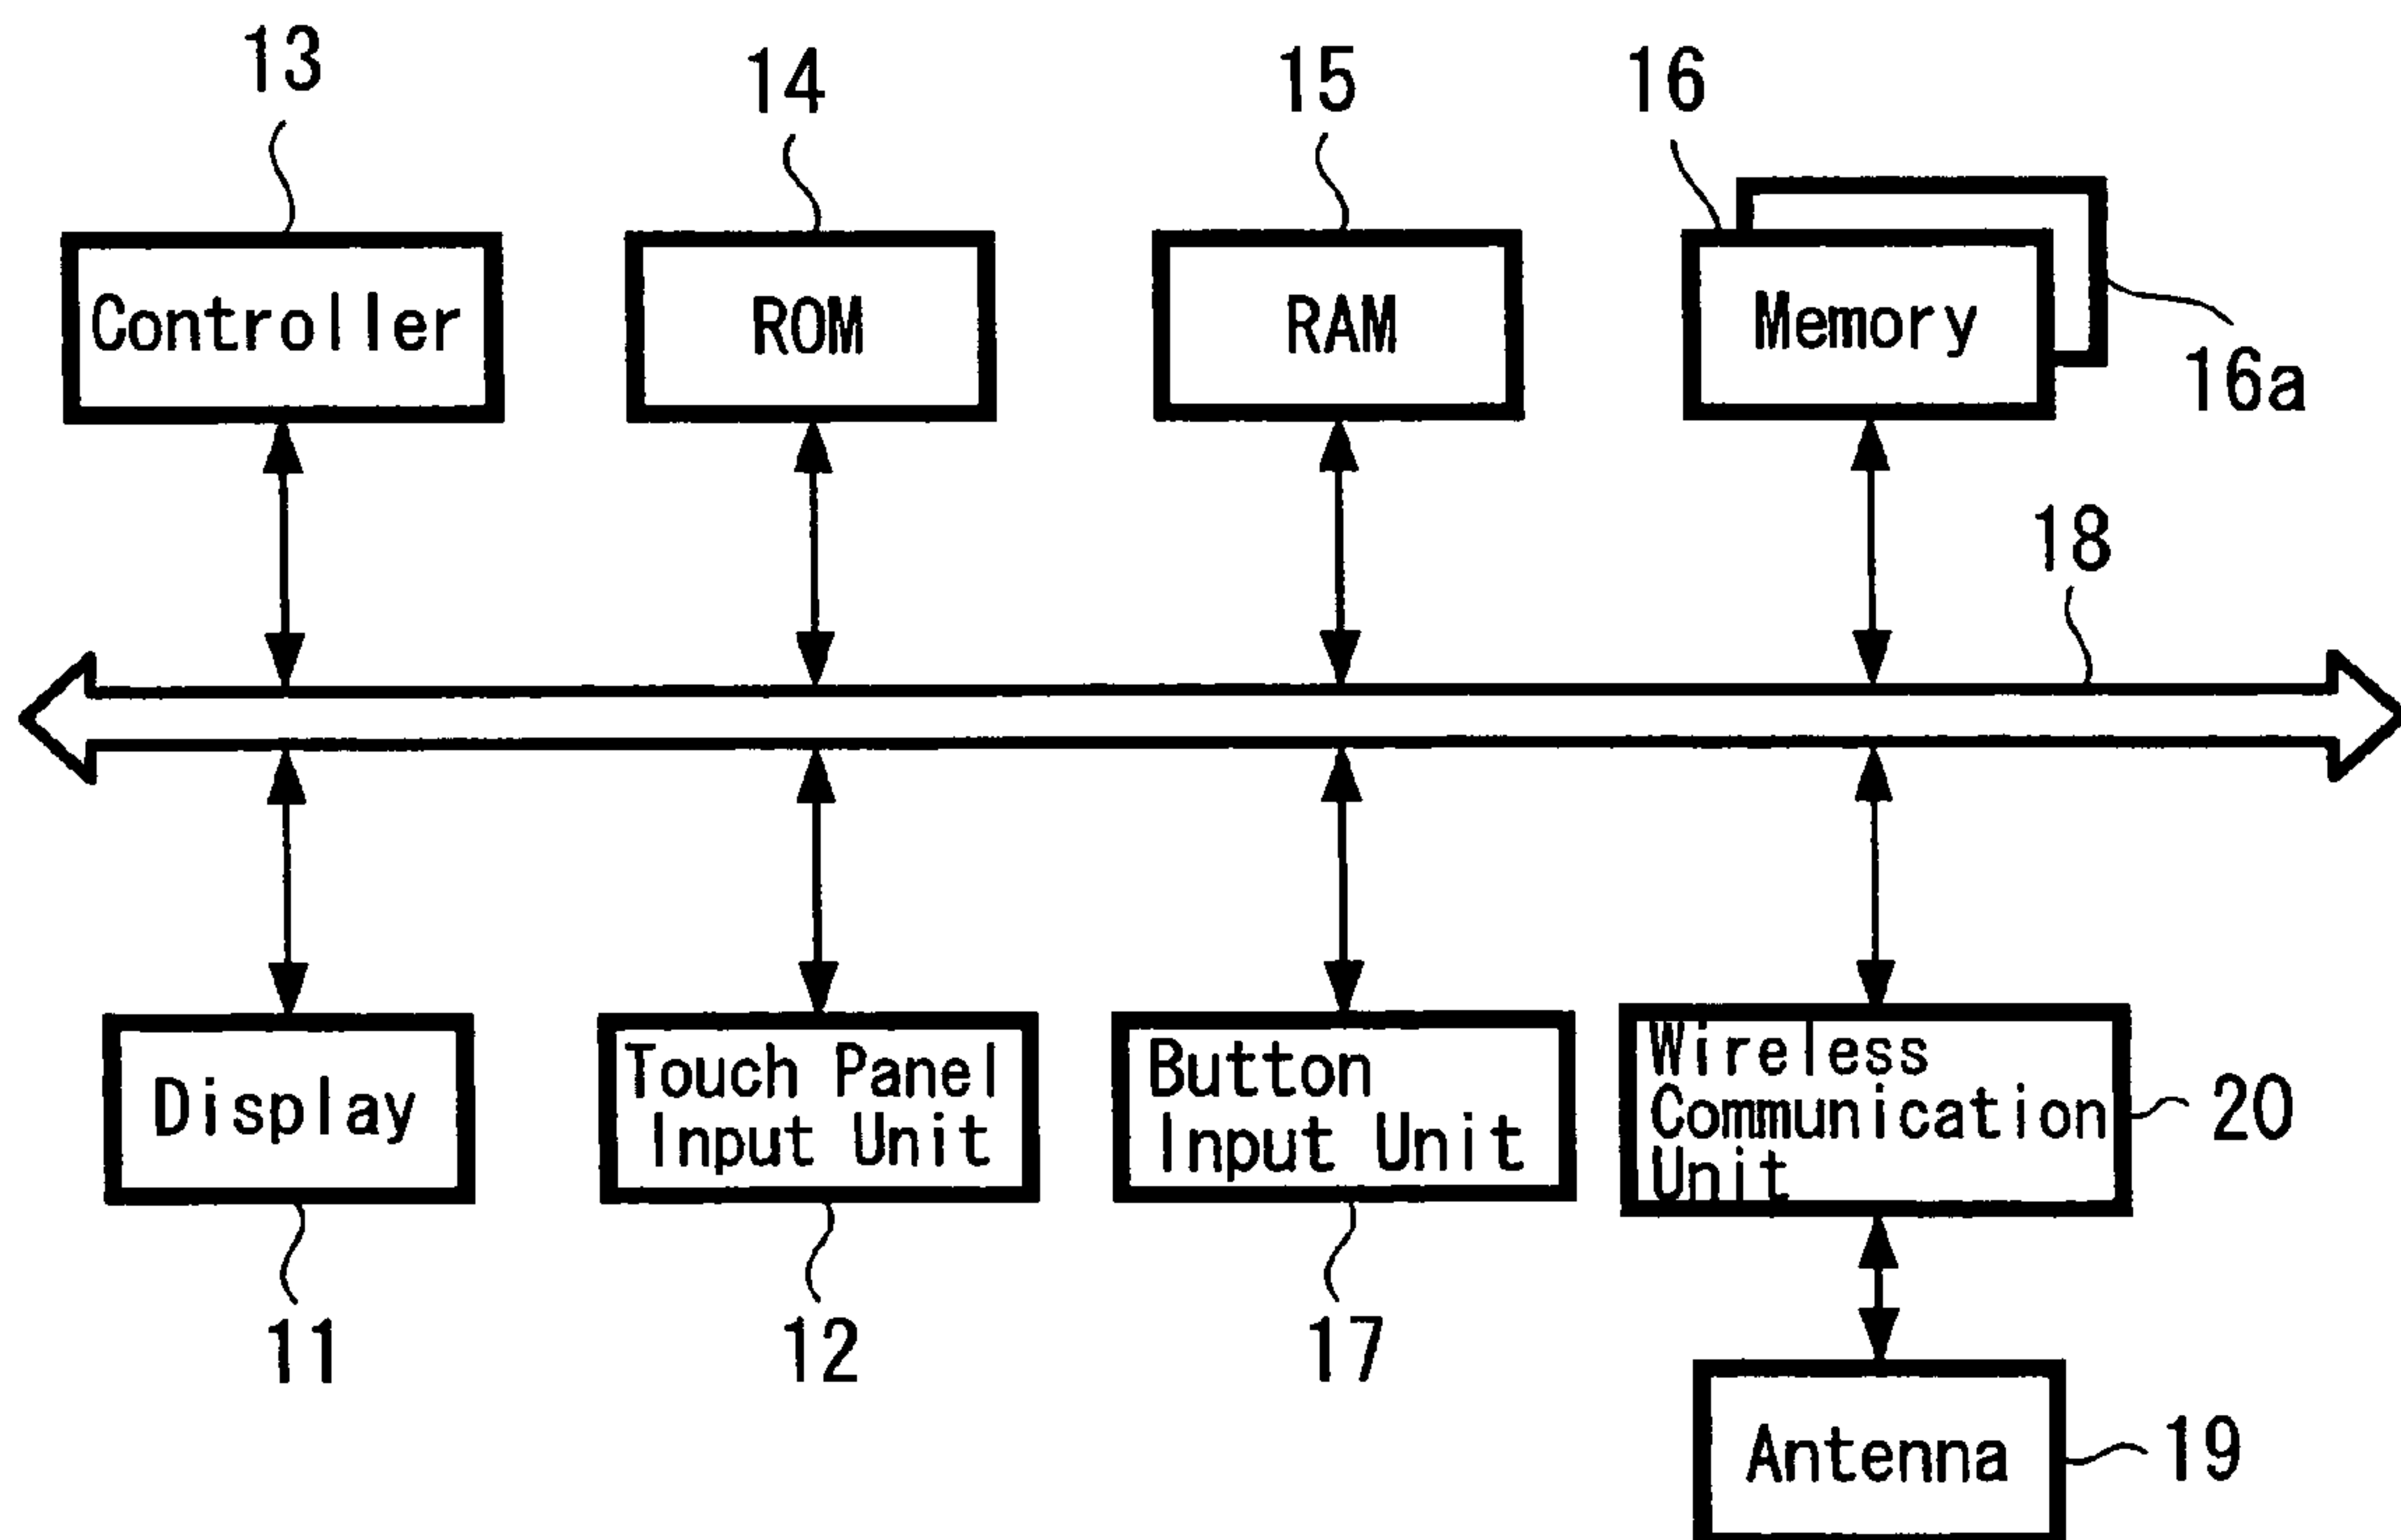 13
14
15
16
Controller
ROM
RAM
Memory
16a
18
Display
Touch Panel
Input Unit
Button
Input Unit
Wireless
Communication
Unit
20
11
12
17
Antenna
19